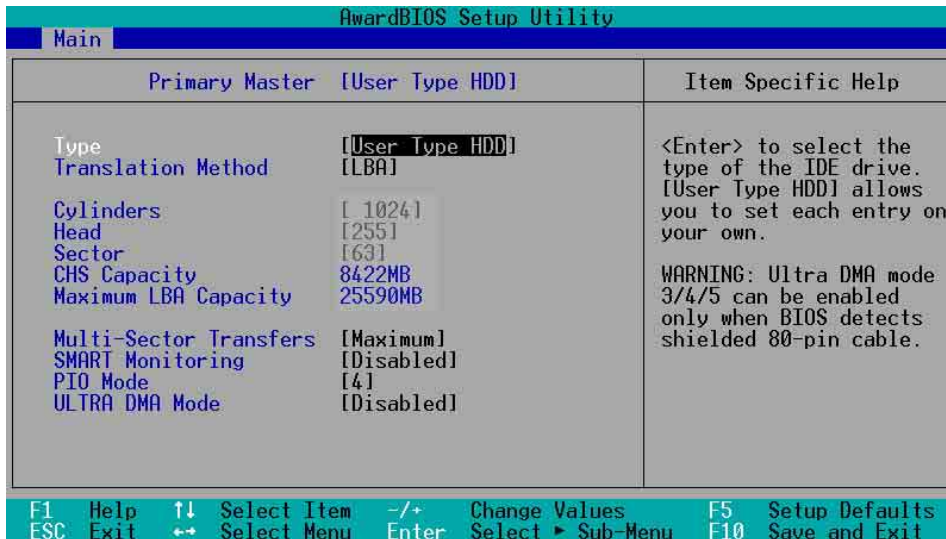 AwardBIOS Setup Utility
Main
Primary Master [User Type HDD]
Item Specific Help
Type [User Type HDD]
Translation Method [LBA]
Cylinders [ 1024]
Head [255]
Sector [63]
CHS Capacity 8422MB
Maximum LBA Capacity 25590MB
Multi-Sector Transfers [Maximum]
SMART Monitoring [Disabled]
PIO Mode [4]
ULTRA DMA Mode [Disabled]
<Enter> to select the
type of the IDE drive.
[User Type HDD] allows
you to set each entry on
your own.
WARNING: Ultra DMA mode
3/4/5 can be enabled
only when BIOS detects
shielded 80-pin cable.
F1 Help ↑↓ Select Item -/+ Change Values F5 Setup Defaults
ESC Exit ←→ Select Menu Enter Select ► Sub-Menu F10 Save and Exit